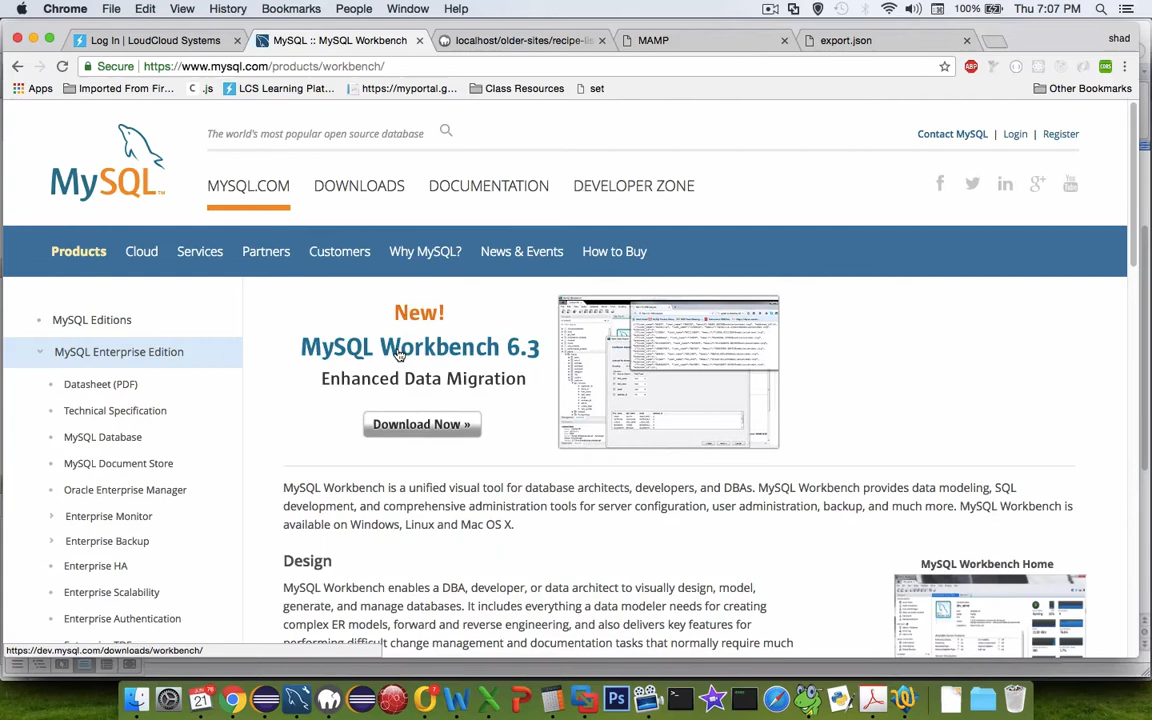 Chrome File Edit View History Bookmarks People Window Help 100% Thu 7:07 PM
Log In | LoudCloud Systems MySQL :: MySQL Workbench localhost/older-sites/recipe-lis MAMP export.json shad
Secure https://www.mysql.com/products/workbench/ ABP CORS
Apps Imported From Fir... C .js LCS Learning Plat... https://myportal.g... Class Resources set Other Bookmarks
The world's most popular open source database
Contact MySQL | Login | Register
MySQL
MYSQL.COM DOWNLOADS DOCUMENTATION DEVELOPER ZONE
Products Cloud Services Partners Customers Why MySQL? News & Events How to Buy
MySQL Editions
MySQL Enterprise Edition
Datasheet (PDF)
Technical Specification
MySQL Database
MySQL Document Store
Oracle Enterprise Manager
Enterprise Monitor
Enterprise Backup
Enterprise HA
Enterprise Scalability
Enterprise Authentication
New!
MySQL Workbench 6.3
Enhanced Data Migration
Download Now »
MySQL Workbench is a unified visual tool for database architects, developers, and DBAs. MySQL Workbench provides data modeling, SQL
development, and comprehensive administration tools for server configuration, user administration, backup, and much more. MySQL Workbench is
available on Windows, Linux and Mac OS X.
Design
MySQL Workbench enables a DBA, developer, or data architect to visually design, model,
generate, and manage databases. It includes everything a data modeler needs for creating
complex ER models, forward and reverse engineering, and also delivers key features for
performing difficult change management and documentation tasks that normally require much
MySQL Workbench Home
https://dev.mysql.com/downloads/workbench/